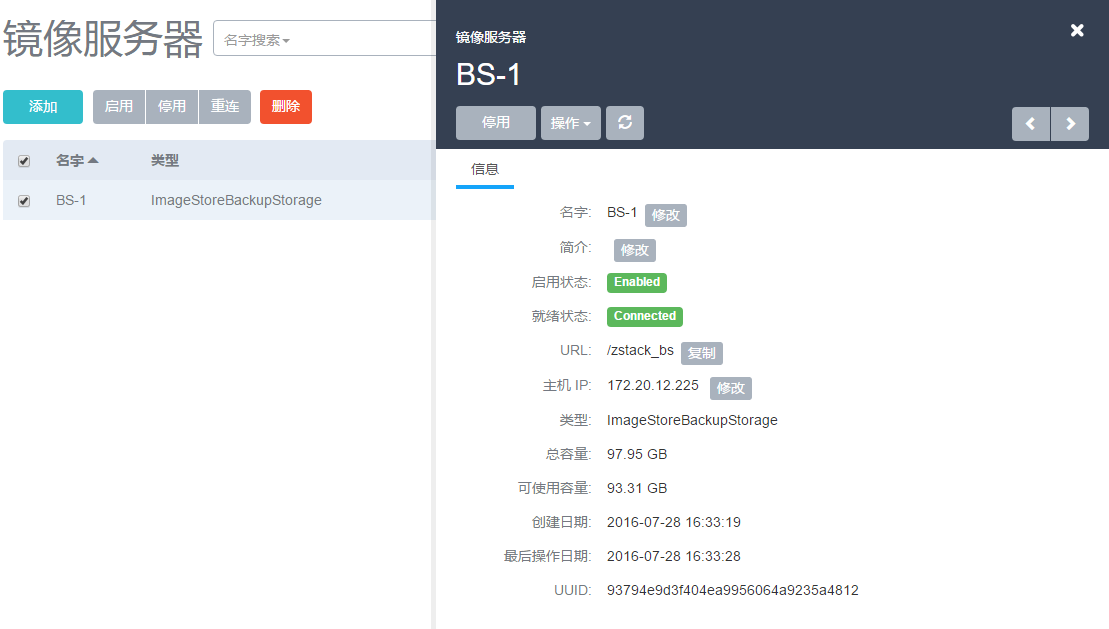 镜像服务器
名字搜索
添加
启用
停用
重连
删除
名字
类型
BS-1
ImageStoreBackupStorage
镜像服务器
BS-1
停用
操作
信息
名字: BS-1 修改
简介: 修改
启用状态: Enabled
就绪状态: Connected
URL: /zstack_bs 复制
主机 IP: 172.20.12.225 修改
类型: ImageStoreBackupStorage
总容量: 97.95 GB
可使用容量: 93.31 GB
创建日期: 2016-07-28 16:33:19
最后操作日期: 2016-07-28 16:33:28
UUID: 93794e9d3f404ea9956064a9235a4812